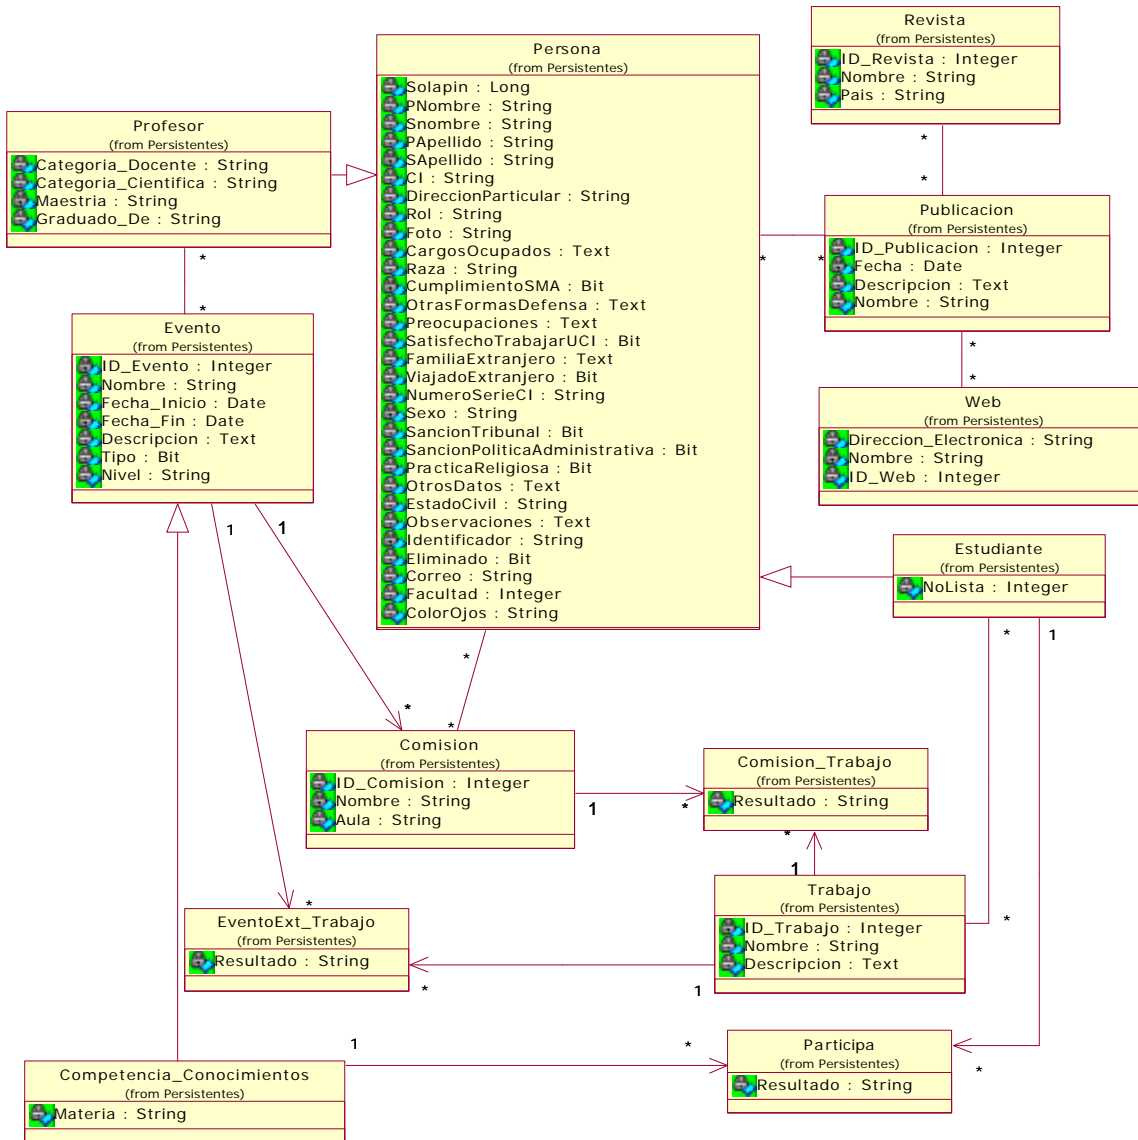 Revista
(from Persistentes)
ID_Revista : Integer
Nombre : String
Pais : String
*
*
Persona
(from Persistentes)
Solapin : Long
PNombre : String
Snombre : String
PApellido : String
SApellido : String
CI : String
DireccionParticular : String
Rol : String
Foto : String
CargosOcupados : Text
Raza : String
CumplimientoSMA : Bit
OtrasFormasDefensa : Text
Preocupaciones : Text
SatisfechoTrabajarUCI : Bit
FamiliaExtranjero : Text
ViajadoExtranjero : Bit
NumeroSerieCI : String
Sexo : String
SancionTribunal : Bit
SancionPoliticaAdministrativa : Bit
PracticaReligiosa : Bit
OtrosDatos : Text
EstadoCivil : String
Observaciones : Text
Identificador : String
Eliminado : Bit
Correo : String
Facultad : Integer
ColorOjos : String
Profesor
(from Persistentes)
Categoria_Docente : String
Categoria_Cientifica : String
Maestria : String
Graduado_De : String
*
*
Publicacion
(from Persistentes)
ID_Publicacion : Integer
Fecha : Date
Descripcion : Text
Nombre : String
*
*
*
*
Web
(from Persistentes)
Direccion_Electronica : String
Nombre : String
ID_Web : Integer
Evento
(from Persistentes)
ID_Evento : Integer
Nombre : String
Fecha_Inicio : Date
Fecha_Fin : Date
Descripcion : Text
Tipo : Bit
Nivel : String
1
1
Estudiante
(from Persistentes)
NoLista : Integer
*
1
*
*
*
Comision
(from Persistentes)
ID_Comision : Integer
Nombre : String
Aula : String
1
*
Comision_Trabajo
(from Persistentes)
Resultado : String
*
1
Trabajo
(from Persistentes)
ID_Trabajo : Integer
Nombre : String
Descripcion : Text
*
1
*
EventoExt_Trabajo
(from Persistentes)
Resultado : String
*
1
*
*
Participa
(from Persistentes)
Resultado : String
Competencia_Conocimientos
(from Persistentes)
Materia : String